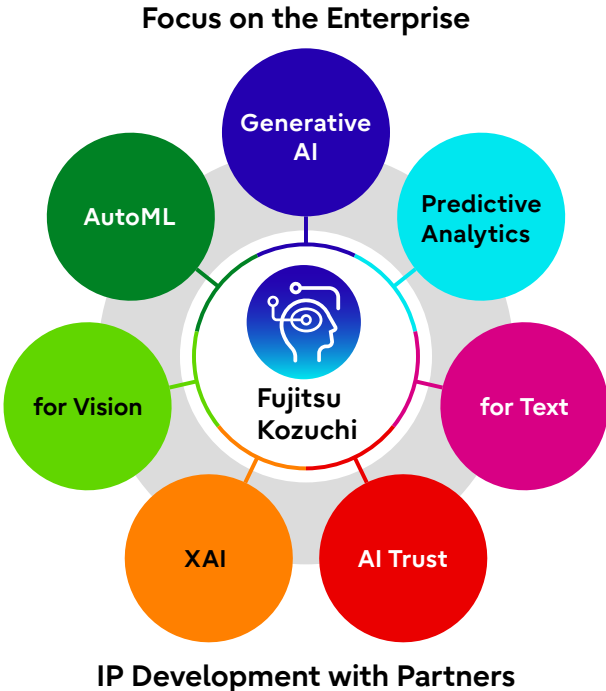 Focus on the Enterprise
Generative
AI
AutoML
Predictive
Analytics
for Vision
Fujitsu
Kozuchi
for Text
XAI
AI Trust
IP Development with Partners